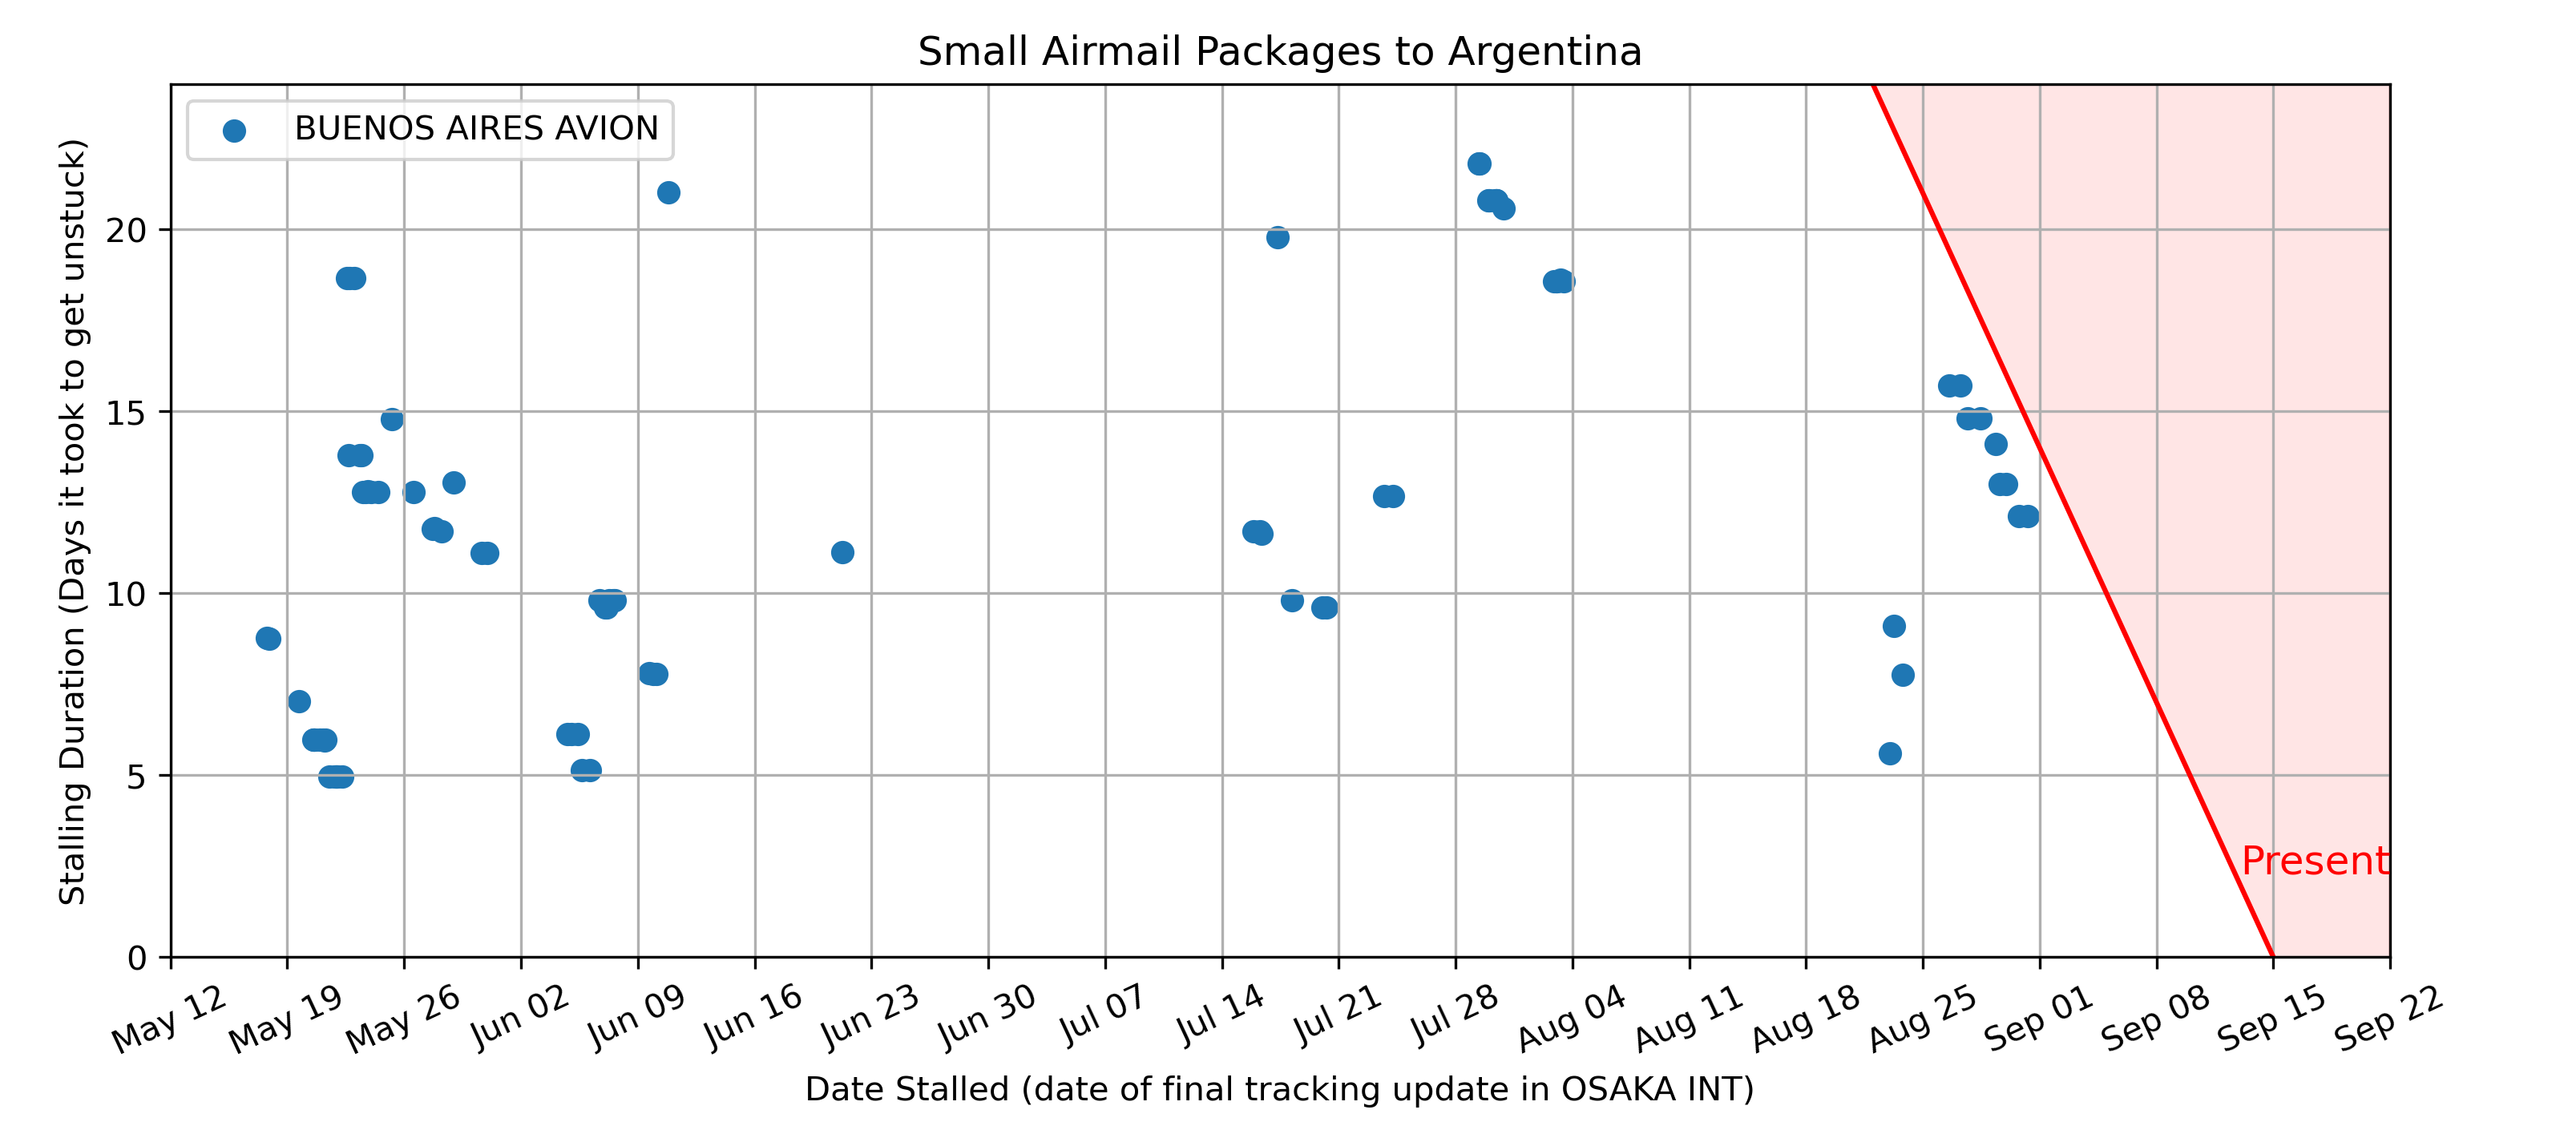 Small Airmail Packages to Argentina
BUENOS AIRES AVION
Stalling Duration (Days it took to get unstuck)
20
15
10
5
0
Present
May 12
May 19
May 26
Jun 02
Jun 09
Jun 16
Jun 23
Jun 30
Jul 07
Jul 14
Jul 21
Jul 28
Aug 04
Aug 11
Aug 18
Aug 25
Sep 01
Sep 08
Sep 15
Sep 22
Date Stalled (date of final tracking update in OSAKA INT)